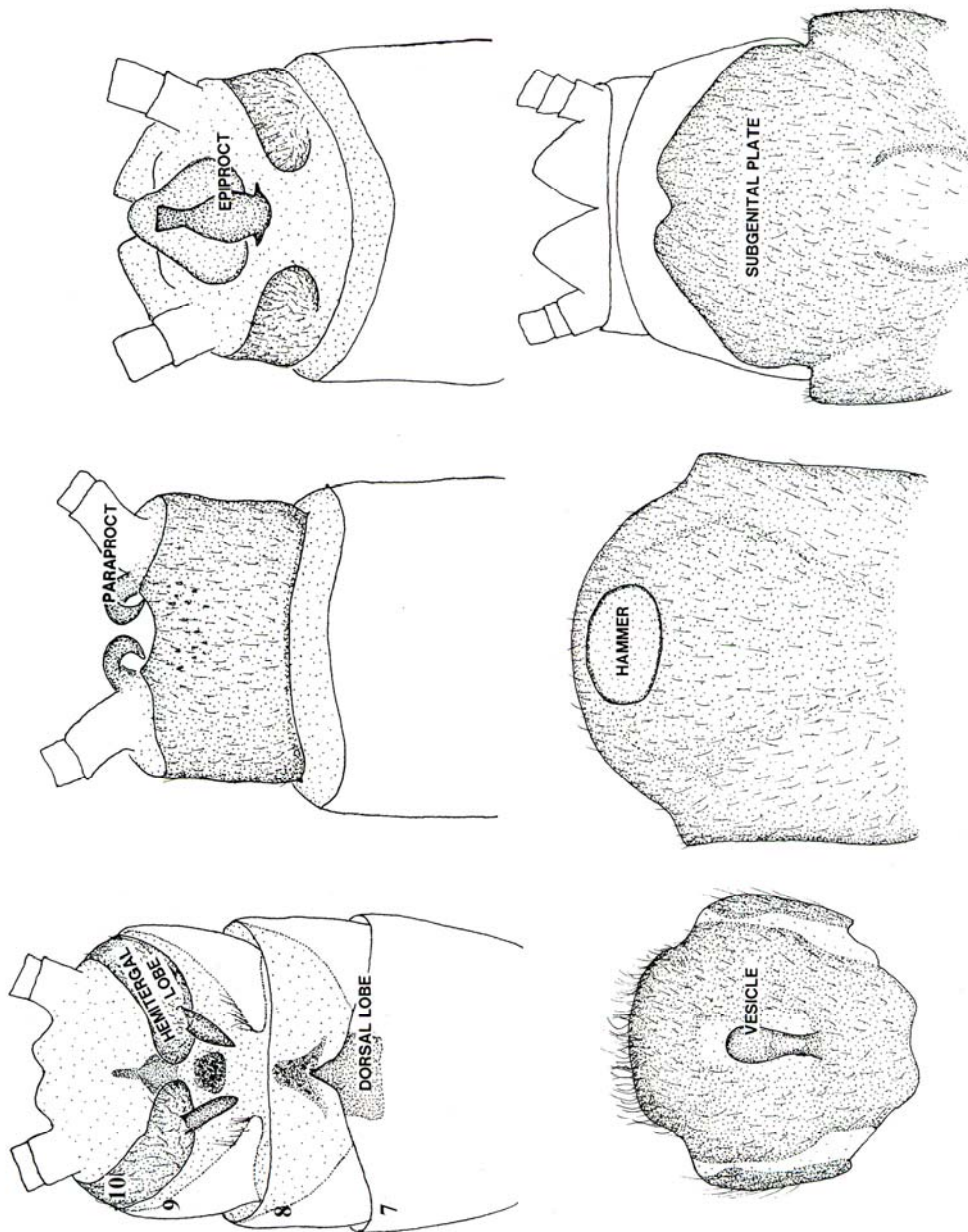 EPIPROCT
SUBGENITAL PLATE
PARAPROCT
HAMMER
HEMITERGAL
LOBE
10
9
8
7
DORSAL LOBE
VESICLE